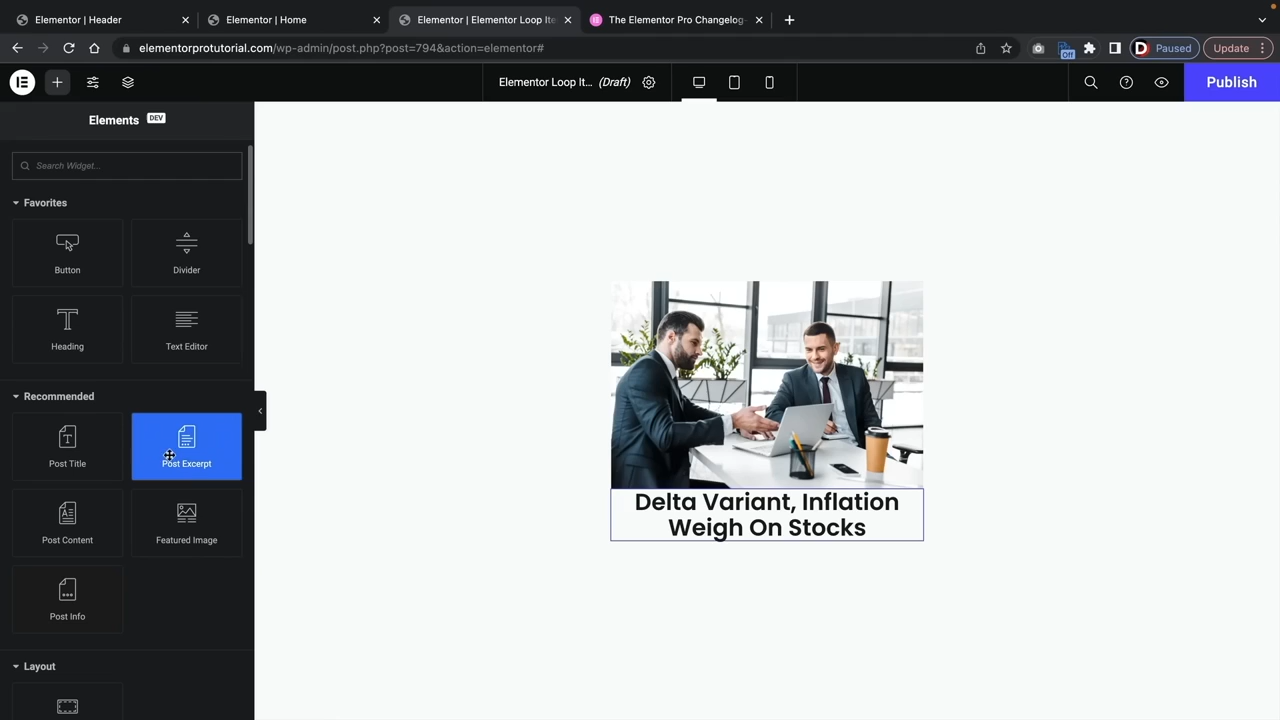 Elementor | Header
Elementor | Home
Elementor | Elementor Loop Ite
The Elementor Pro Changelog
elementorprotutorial.com/wp-admin/post.php?post=794&action=elementor#
Off
D Paused
Update
Elementor Loop It... (Draft)
Publish
Elements DEV
Search Widget...
Favorites
Button
Divider
Heading
Text Editor
Recommended
Post Title
Post Excerpt
Post Content
Featured Image
Post Info
Layout
Delta Variant, Inflation
Weigh On Stocks